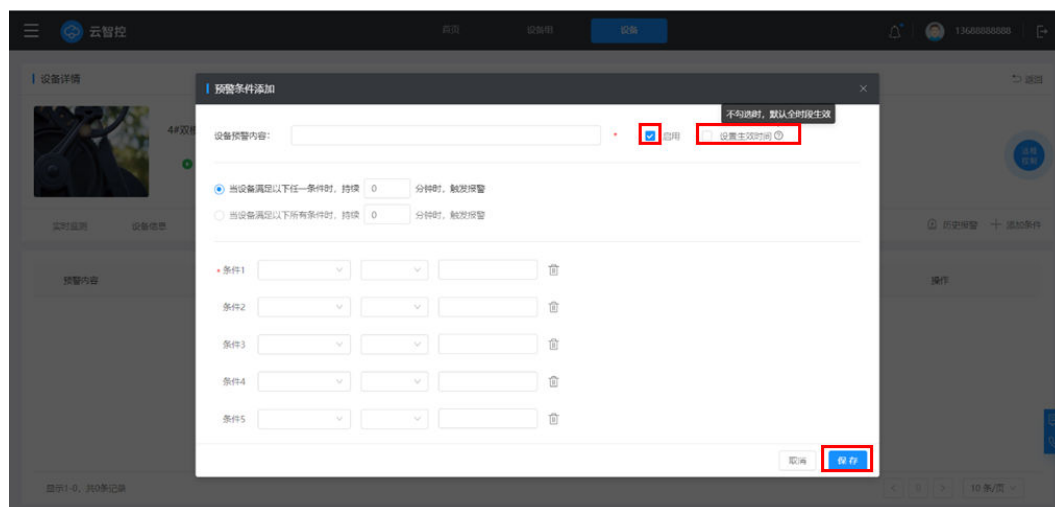 云智控
首页 设备组 设备
13688888888
设备详情
返回
预警条件添加
不勾选时，默认全时段生效
4#双
设备预警内容： * 启用 设置生效时间
远程控制
当设备满足以下任一条件时，持续 0 分钟时，触发报警
当设备满足以下所有条件时，持续 0 分钟时，触发报警
实时监测 设备信息
历史报警 添加条件
* 条件1
预警内容
操作
条件2
条件3
条件4
条件5
取消 保存
显示1-0，共0条记录
< 0 > 10 条/页